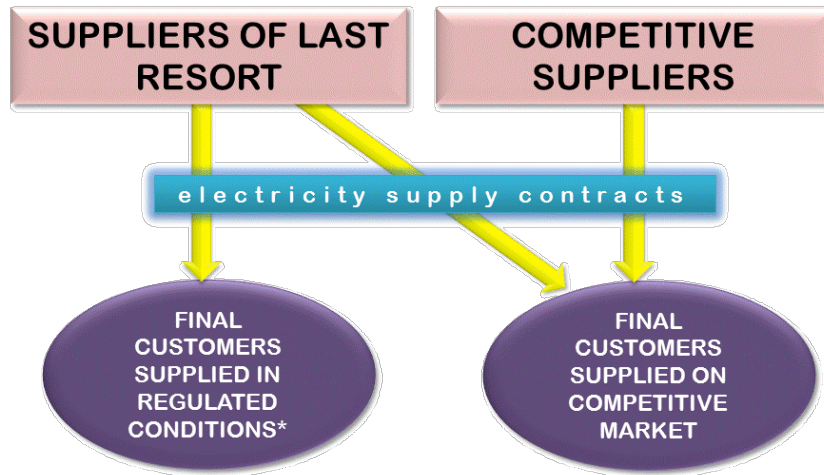 SUPPLIERS OF LAST
RESORT
COMPETITIVE
SUPPLIERS
electricity supply contracts
FINAL
CUSTOMERS
SUPPLIED IN
REGULATED
CONDITIONS*
FINAL
CUSTOMERS
SUPPLIED ON
COMPETITIVE
MARKET